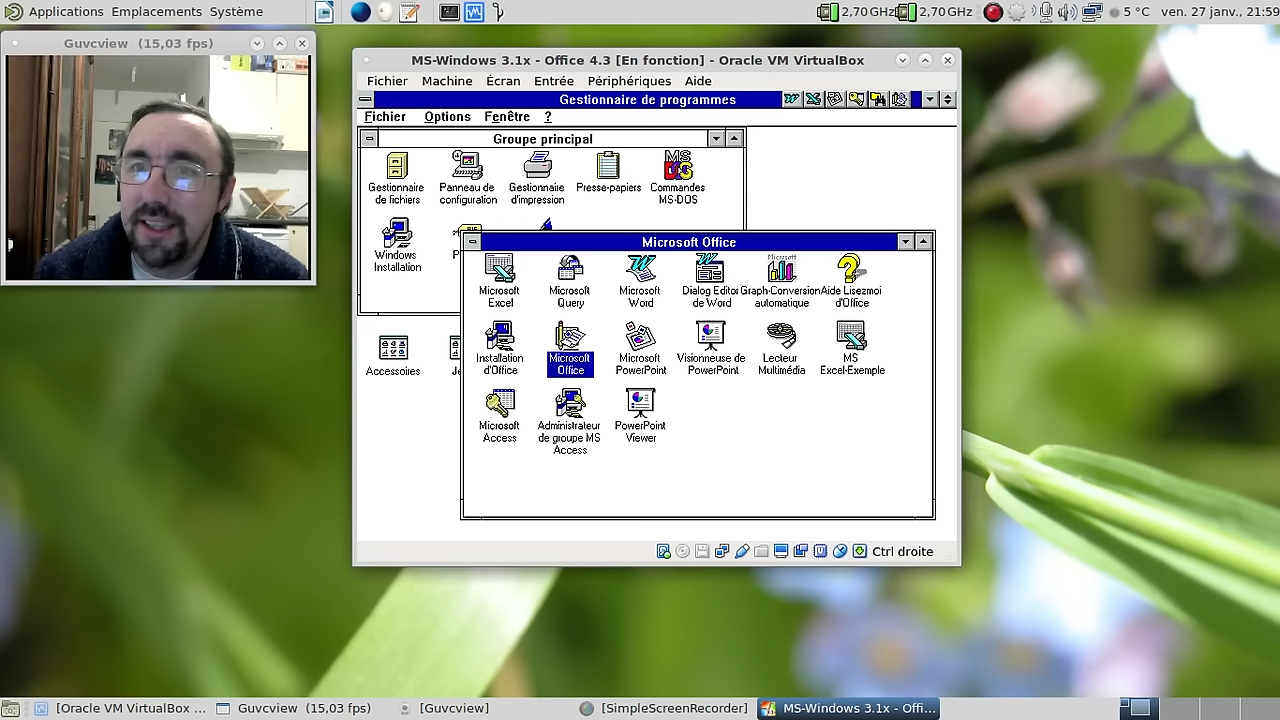 Applications Emplacements Système
2,70 GHz 2,70 GHz 5 °C ven. 27 janv., 21:59
Guvcview (15,03 fps)
MS-Windows 3.1x - Office 4.3 [En fonction] - Oracle VM VirtualBox
Fichier Machine Écran Entrée Périphériques Aide
Gestionnaire de programmes
Fichier Options Fenêtre ?
Groupe principal
Gestionnaire de fichiers
Panneau de configuration
Gestionnaire d'impression
Presse-papiers
MS DOS
Commandes MS-DOS
Windows Installation
Microsoft Office
Microsoft Excel
Microsoft Query
Microsoft Word
Dialog Editor de Word
Microsoft
Graph-Conversion automatique
Aide Lisezmoi d'Office
Installation d'Office
Microsoft Office
Microsoft PowerPoint
Visionneuse de PowerPoint
Lecteur Multimédia
MS Excel-Exemple
Microsoft Access
Administrateur de groupe MS Access
PowerPoint Viewer
Accessoires
Je
Ctrl droite
[Oracle VM VirtualBox ... Guvcview (15,03 fps) [Guvcview] [SimpleScreenRecorder] MS-Windows 3.1x - Offi...